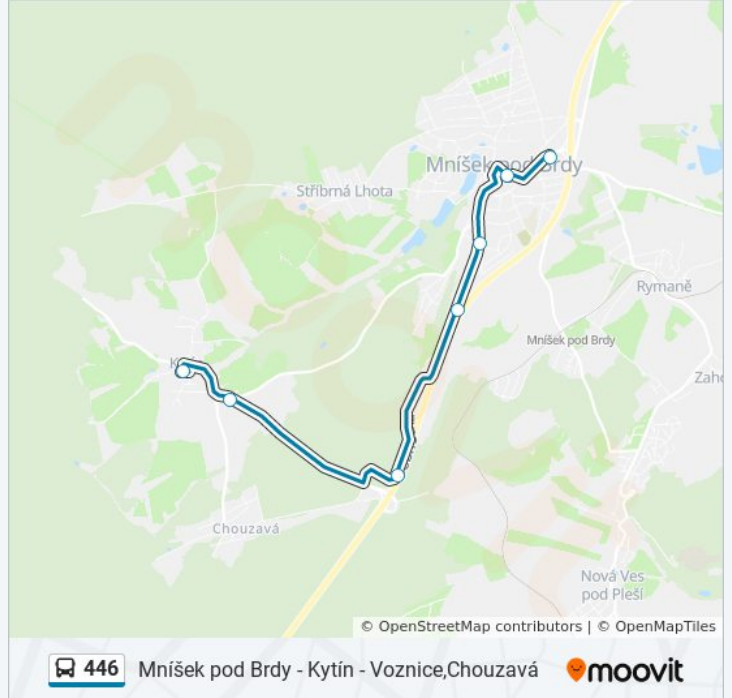 Mníšek pod Brdy
Stříbrná Lhota
Rymaně
Mníšek pod Brdy
Chouzavá
Nová Ves
pod Pleší
© OpenStreetMap contributors | © OpenMapTiles
446 Mníšek pod Brdy - Kytín - Voznice,Chouzavá moovit